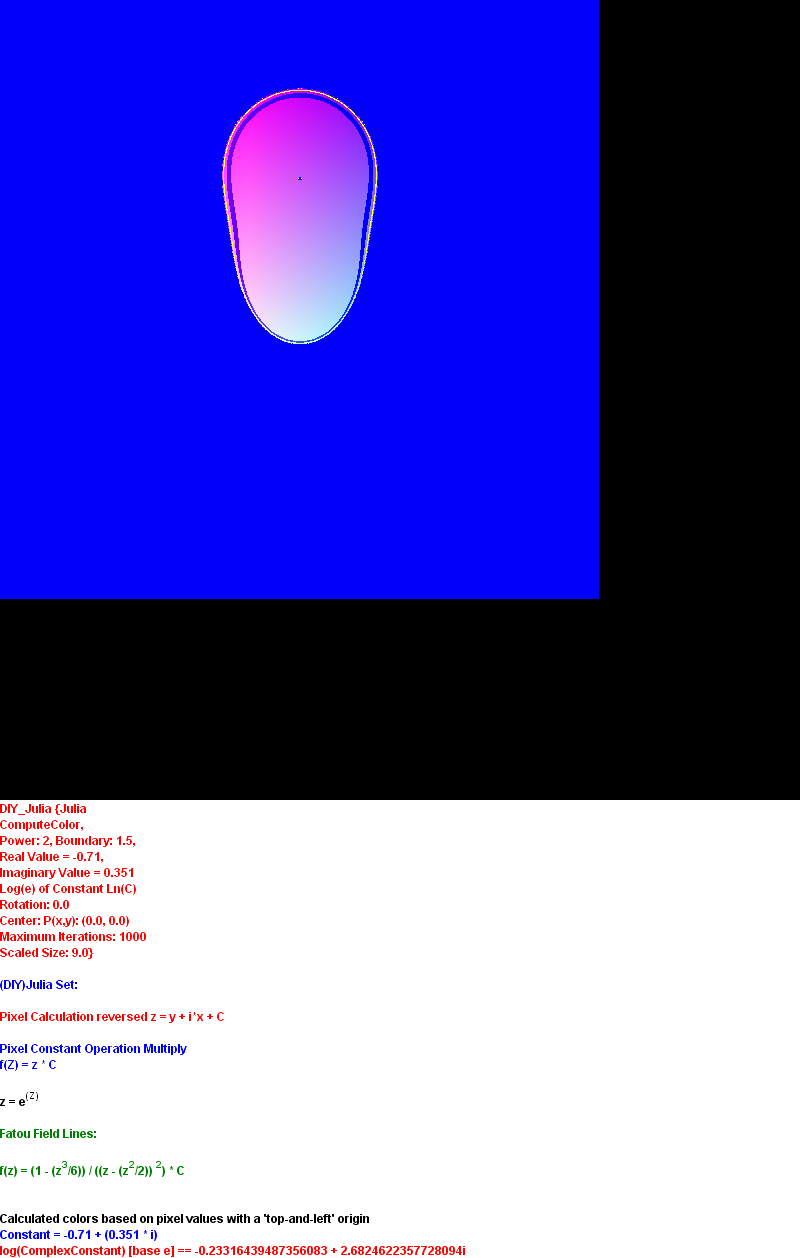 DIY_Julia {Julia
ComputeColor,
Power: 2, Boundary: 1.5,
Real Value = -0.71,
Imaginary Value = 0.351
Log(e) of Constant Ln(C)
Rotation: 0.0
Center: P(x,y): (0.0, 0.0)
Maximum Iterations: 1000
Scaled Size: 9.0}
(DIY)Julia Set:
Pixel Calculation reversed z = y + i*x + C
Pixel Constant Operation Multiply
f(Z) = z * C
z = e^(Z)
Fatou Field Lines:
f(z) = (1 - (z^3/6)) / ((z - (z^2/2))^2) * C
Calculated colors based on pixel values with a 'top-and-left' origin
Constant = -0.71 + (0.351 * i)
log(ComplexConstant) [base e] == -0.23316439487356083 + 2.6824622357728094i